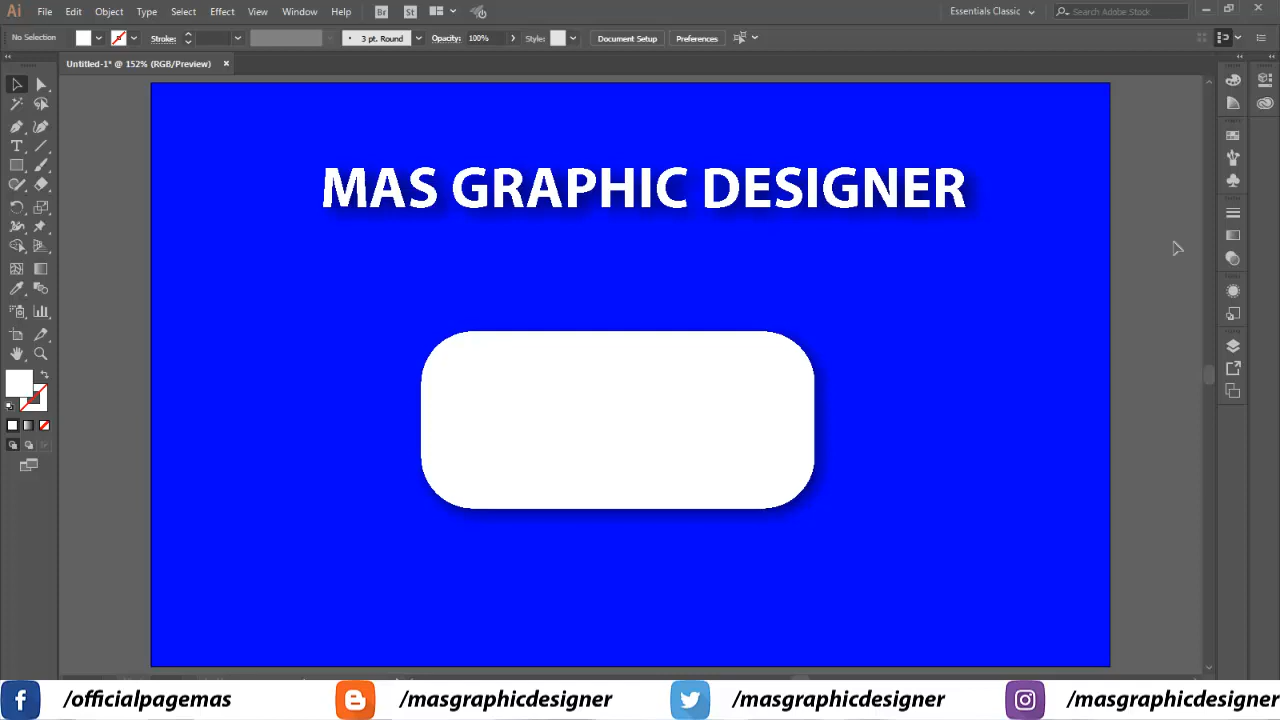 Ai File Edit Object Type Select Effect View Window Help Br St Essentials Classic Search Adobe Stock
No Selection Stroke: 3 pt. Round Opacity: 100% Style: Document Setup Preferences
Untitled-1* @ 152% (RGB/Preview)
MAS GRAPHIC DESIGNER
/officialpagemas /masgraphicdesigner /masgraphicdesigner /masgraphicdesigner